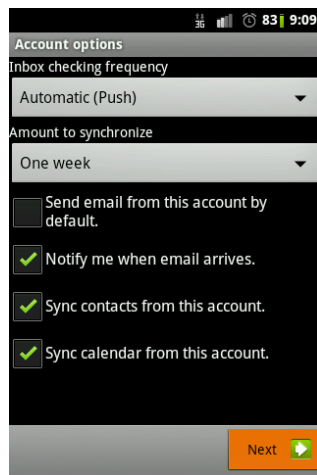 3G 83 9:09
Account options
Inbox checking frequency
Automatic (Push)
Amount to synchronize
One week
Send email from this account by
default.
Notify me when email arrives.
Sync contacts from this account.
Sync calendar from this account.
Next